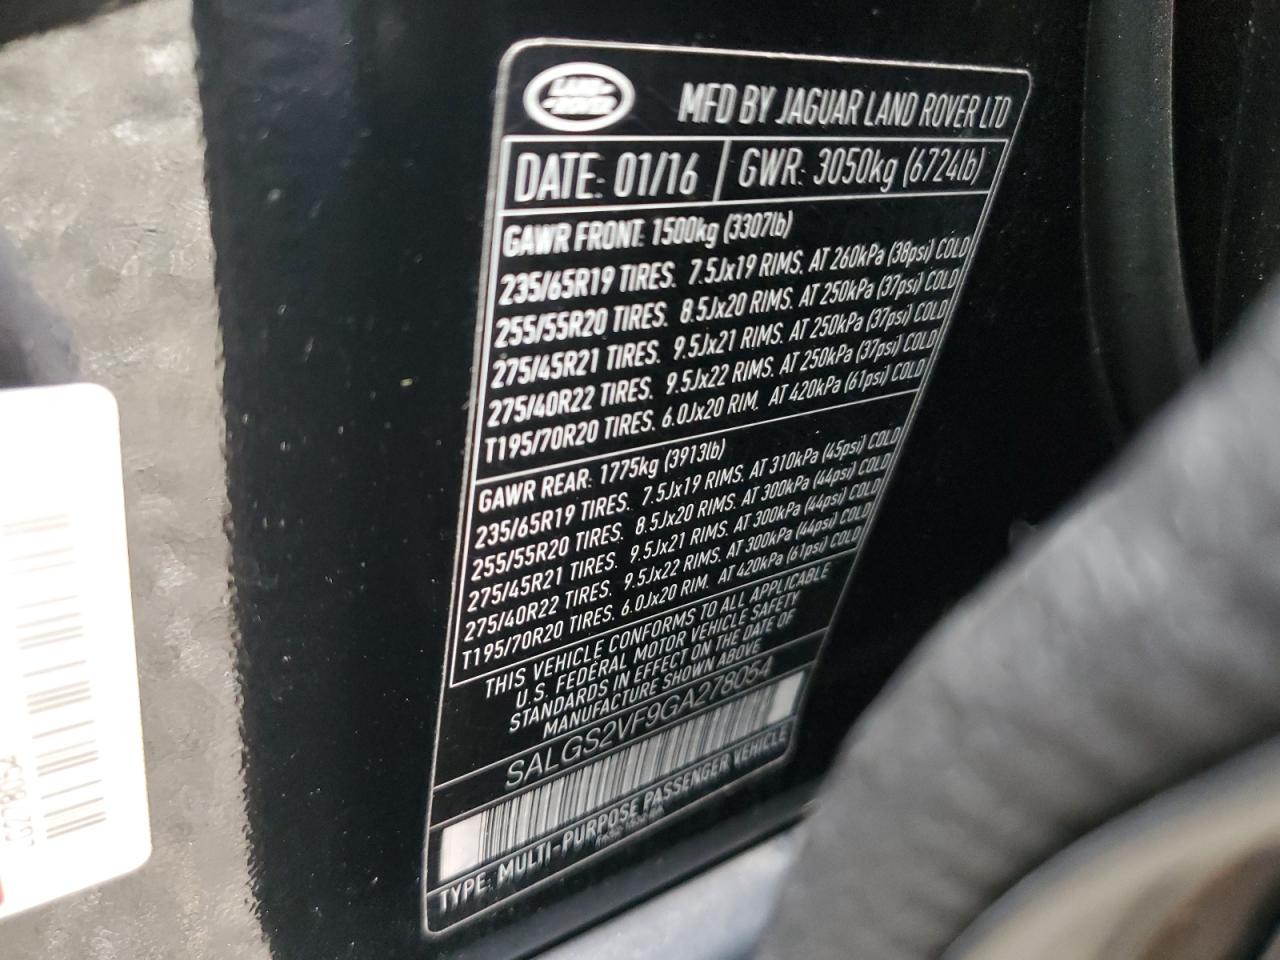 LAND
ROVER
MFD BY JAGUAR LAND ROVER LTD
DATE: 01/16 GWR: 3050kg (6724lb)
GAWR FRONT: 1500kg (3307lb)
235/65R19 TIRES. 7.5Jx19 RIMS. AT 260kPa (38psi) COLD
255/55R20 TIRES. 8.5Jx20 RIMS. AT 250kPa (37psi) COLD
275/45R21 TIRES. 9.5Jx21 RIMS. AT 250kPa (37psi) COLD
275/40R22 TIRES. 9.5Jx22 RIMS. AT 250kPa (37psi) COLD
T195/70R20 TIRES. 6.0Jx20 RIM. AT 420kPa (61psi) COLD
GAWR REAR: 1775kg (3913lb)
235/65R19 TIRES. 7.5Jx19 RIMS. AT 310kPa (45psi) COLD
255/55R20 TIRES. 8.5Jx20 RIMS. AT 300kPa (44psi) COLD
275/45R21 TIRES. 9.5Jx21 RIMS. AT 300kPa (44psi) COLD
275/40R22 TIRES. 9.5Jx22 RIMS. AT 300kPa (44psi) COLD
T195/70R20 TIRES. 6.0Jx20 RIM. AT 420kPa (61psi) COLD
THIS VEHICLE CONFORMS TO ALL APPLICABLE
U.S. FEDERAL MOTOR VEHICLE SAFETY
STANDARDS IN EFFECT ON THE DATE OF
MANUFACTURE SHOWN ABOVE
SALGS2VF9GA278054
TYPE: MULTI-PURPOSE PASSENGER VEHICLE